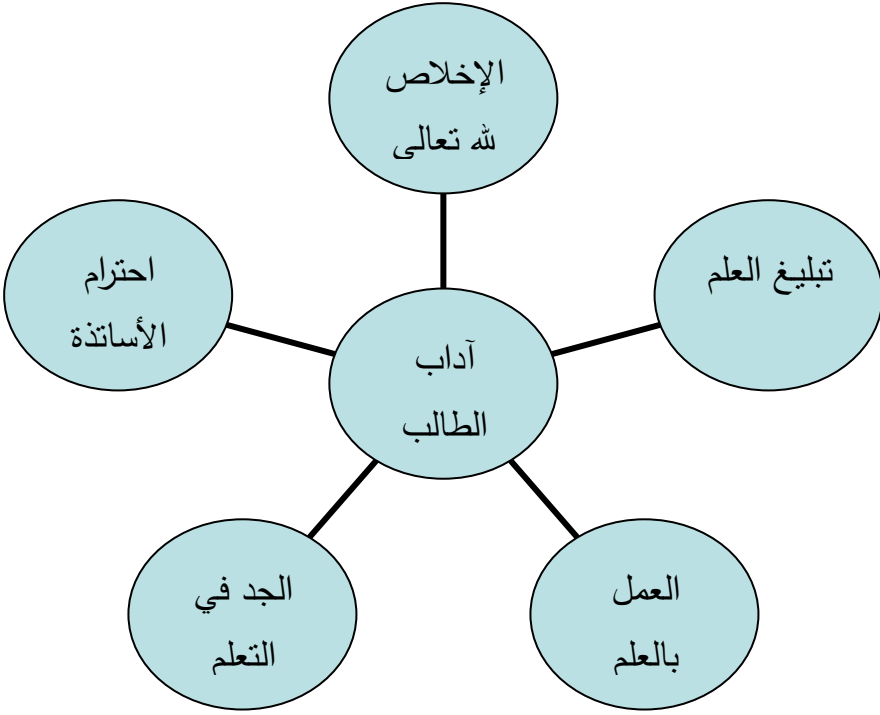 الإخلاص
لله تعالى
تبليغ العلم
احترام
الأساتذة
آداب
الطالب
العمل
بالعلم
الجد في
التعلم